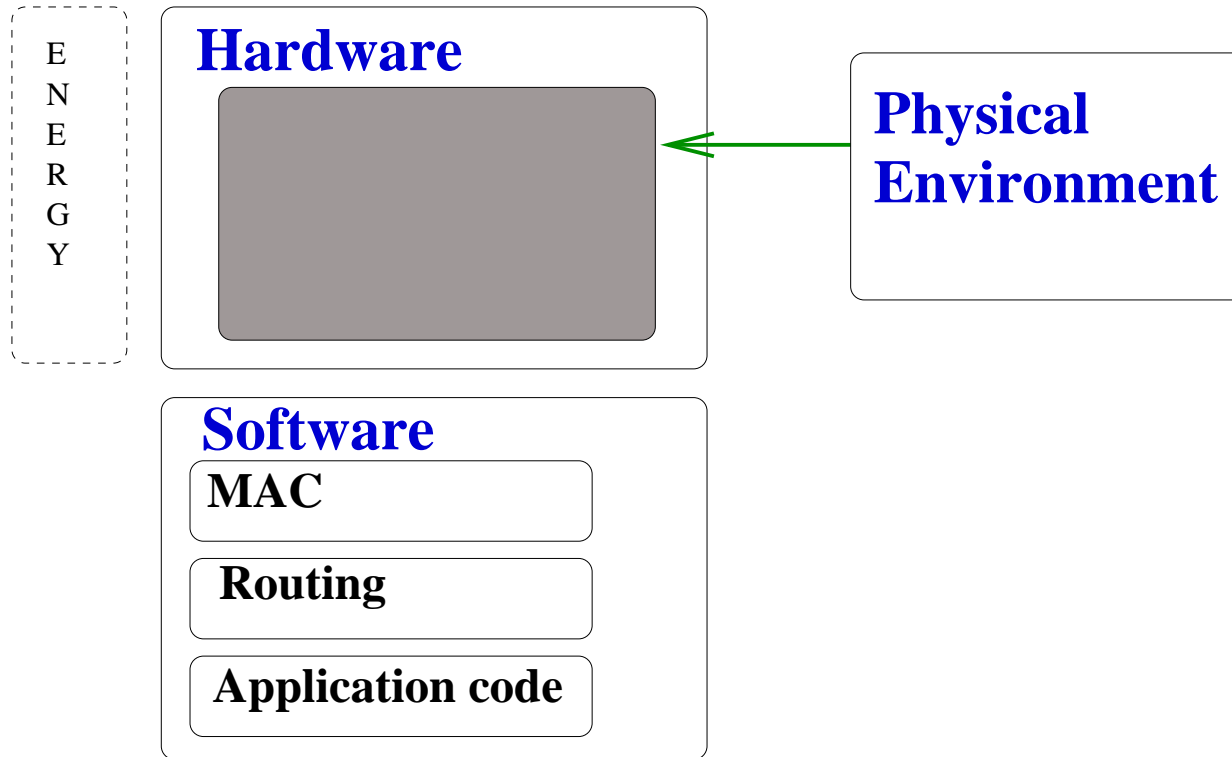 E
N
E
R
G
Y
Hardware
Physical
Environment
Software
MAC
Routing
Application code